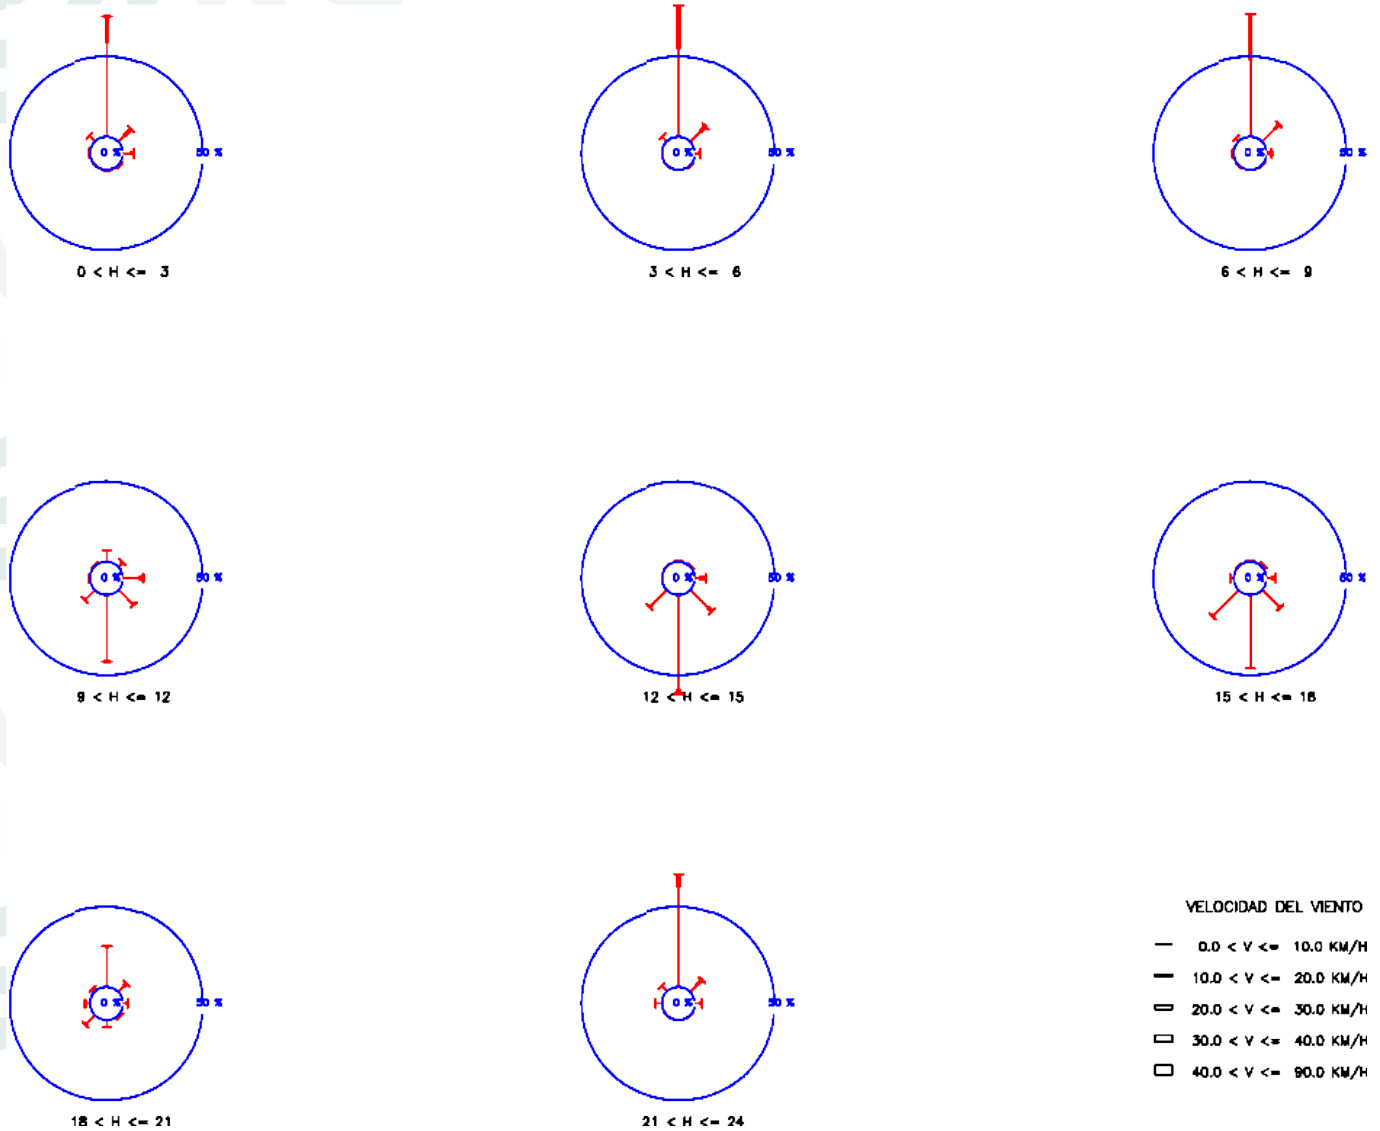 0 % 50 %
0 < H <= 3
0 % 50 %
3 < H <= 6
0 % 50 %
6 < H <= 9
0 % 50 %
9 < H <= 12
0 % 50 %
12 < H <= 15
0 % 50 %
15 < H <= 18
0 % 50 %
18 < H <= 21
0 % 50 %
21 < H <= 24
VELOCIDAD DEL VIENTO
0.0 < V <= 10.0 KM/H
10.0 < V <= 20.0 KM/H
20.0 < V <= 30.0 KM/H
30.0 < V <= 40.0 KM/H
40.0 < V <= 90.0 KM/H